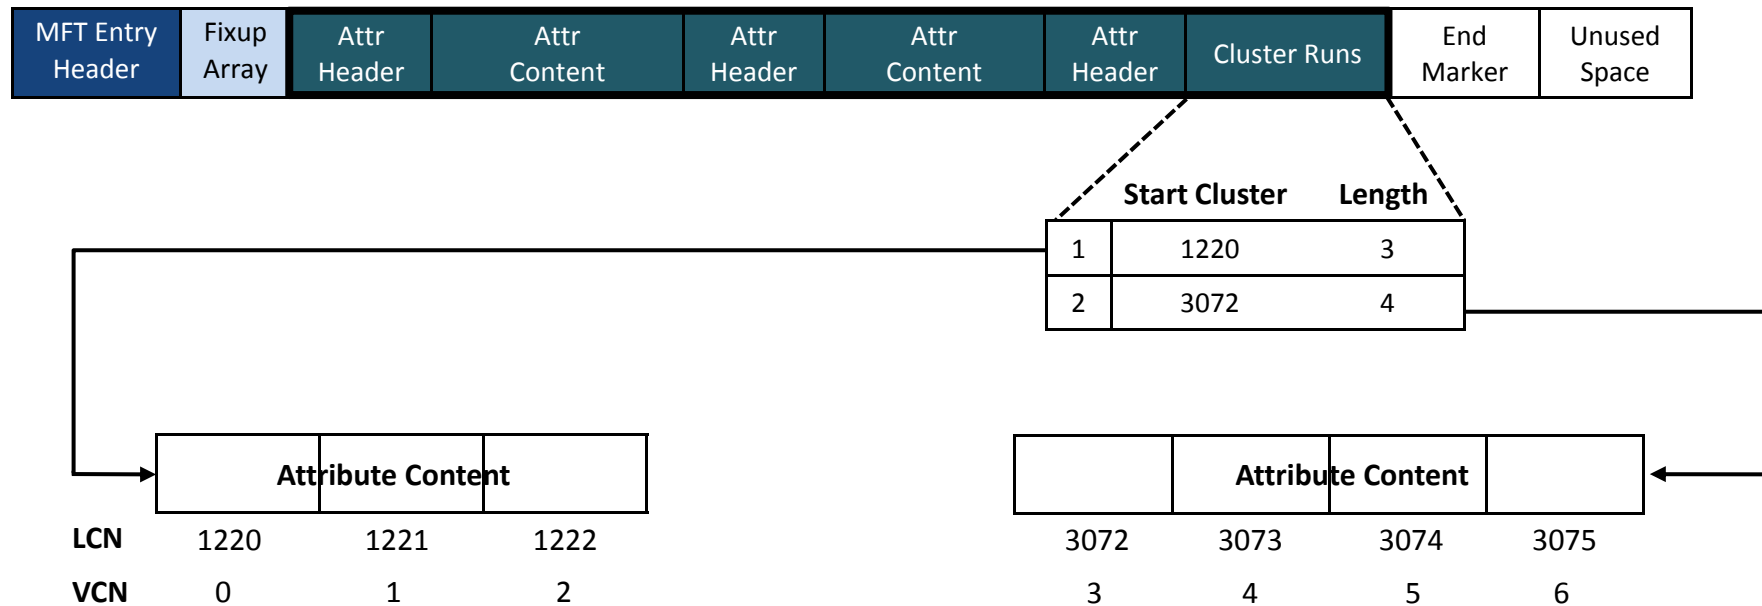 MFT Entry Header
Fixup Array
Attr Header
Attr Content
Attr Header
Attr Content
Attr Header
Cluster Runs
End Marker
Unused Space
Start Cluster Length
1 1220 3
2 3072 4
Attribute Content
Attribute Content
LCN 1220 1221 1222 3072 3073 3074 3075
VCN 0 1 2 3 4 5 6